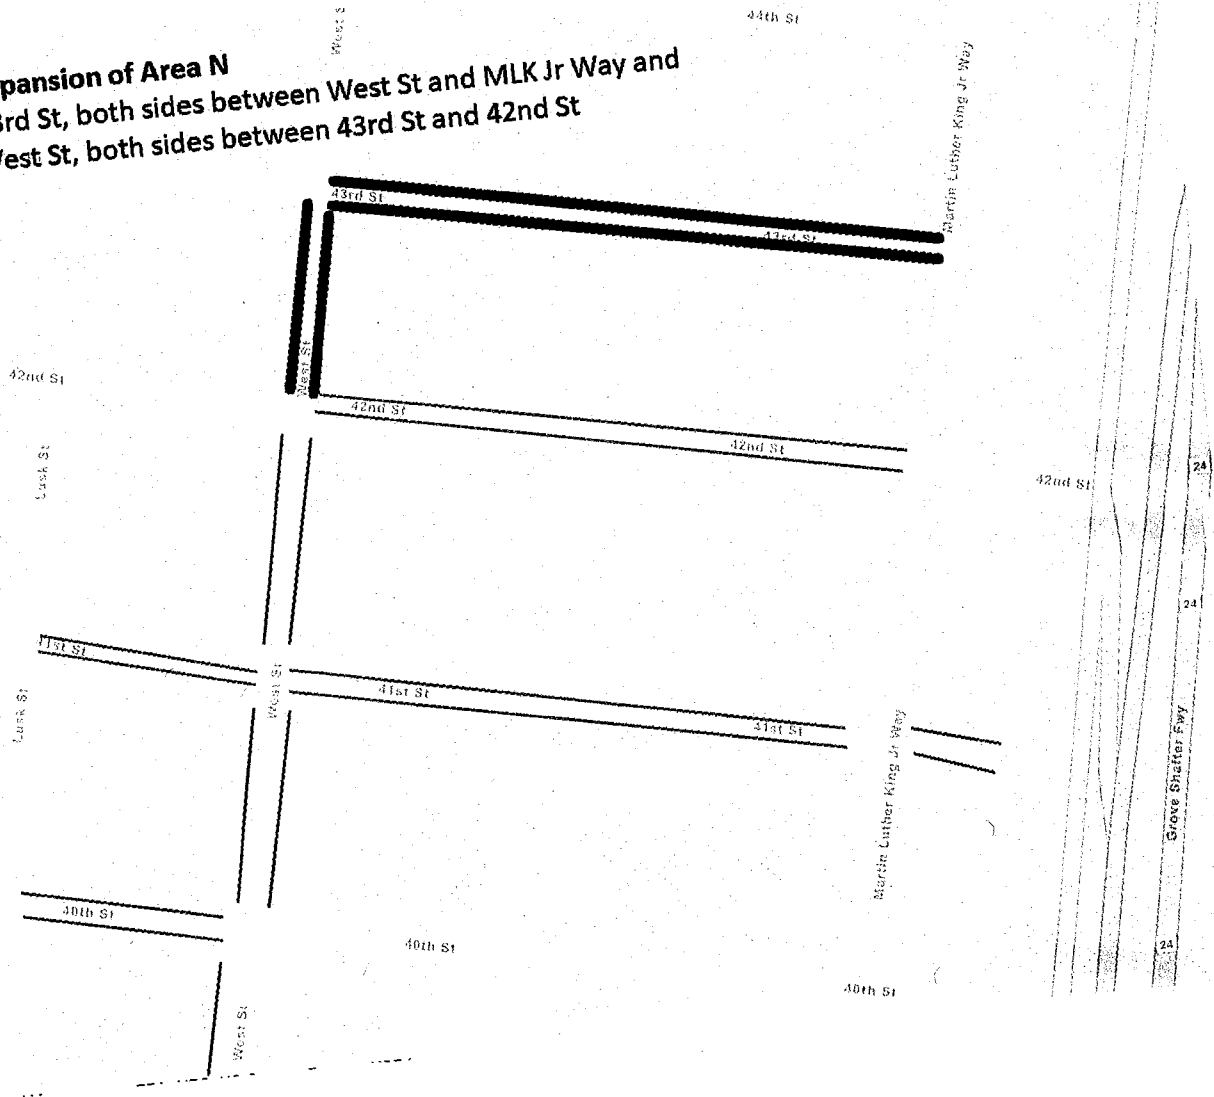 West S
44th St
pansion of Area N
3rd St, both sides between West St and MLK Jr Way and
West St, both sides between 43rd St and 42nd St
Martin Luther King Jr Way
43rd St
43rd St
West St
42nd St
42nd St
42nd St
42nd St
Lusk St
24
24
41st St
West St
41st St
41st St
Lusk St
Martin Luther King Jr Way
Grove Shafter Fwy
40th St
40th St
24
40th St
West St